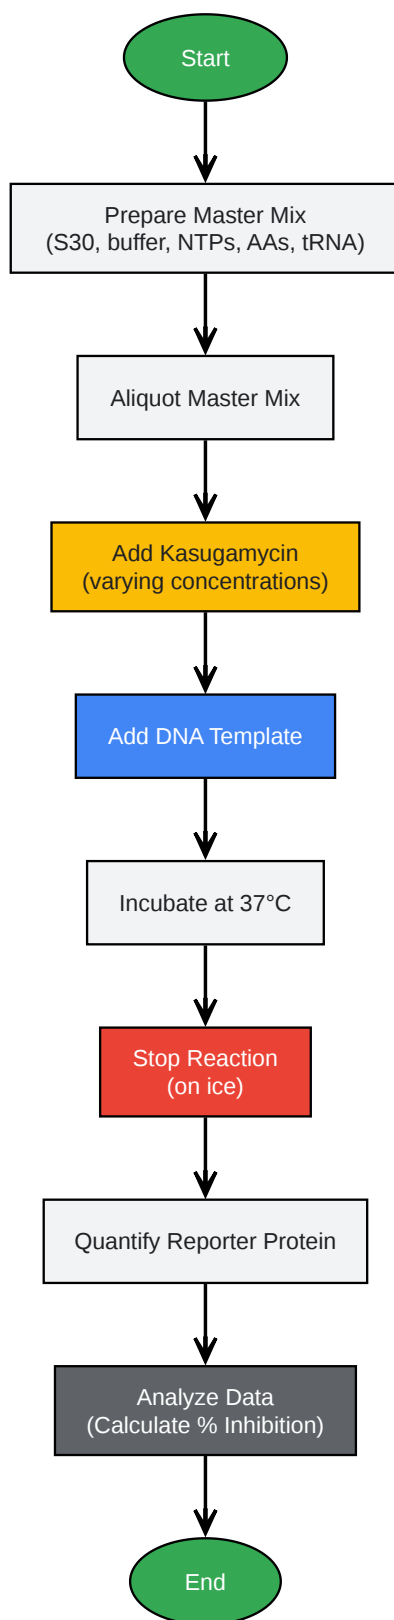 Start
Prepare Master Mix
(S30, buffer, NTPs, AAs, tRNA)
Aliquot Master Mix
Add Kasugamycin
(varying concentrations)
Add DNA Template
Incubate at 37°C
Stop Reaction
(on ice)
Quantify Reporter Protein
Analyze Data
(Calculate % Inhibition)
End